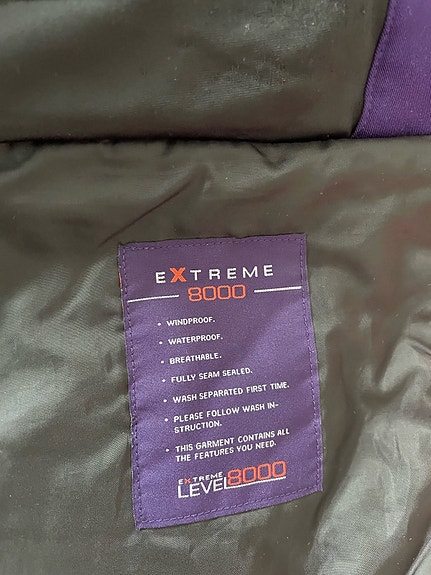 EXTREME
8000
• WINDPROOF.
• WATERPROOF.
• BREATHABLE.
• FULLY SEAM SEALED.
• WASH SEPARATED FIRST TIME.
• PLEASE FOLLOW WASH IN-
STRUCTION.
• THIS GARMENT CONTAINS ALL
THE FEATURES YOU NEED.
EXTREME
LEVEL8000